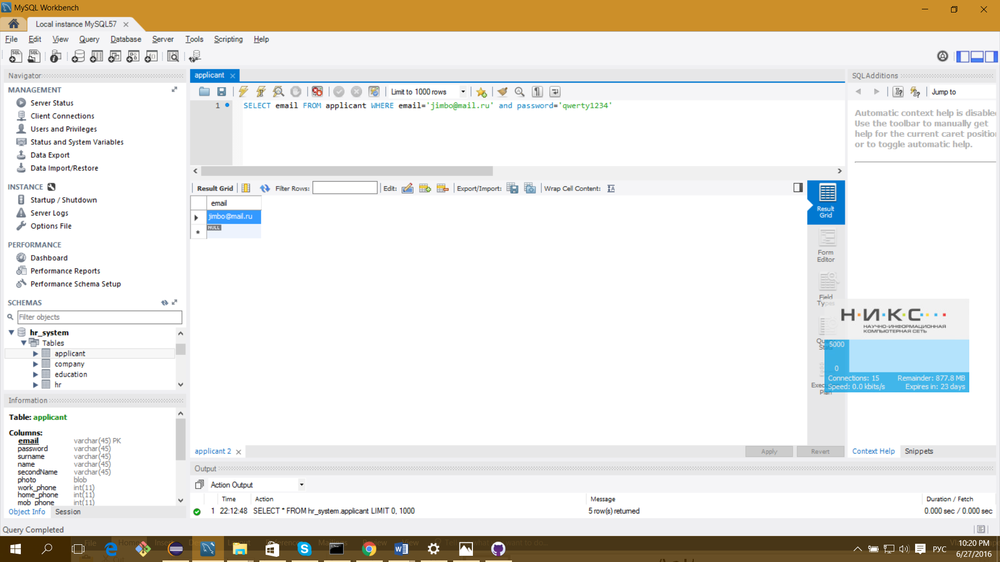 MySQL Workbench
Local instance MySQL57
File Edit View Query Database Server Tools Scripting Help
Navigator
MANAGEMENT
Server Status
Client Connections
Users and Privileges
Status and System Variables
Data Export
Data Import/Restore
INSTANCE
Startup / Shutdown
Server Logs
Options File
PERFORMANCE
Dashboard
Performance Reports
Performance Schema Setup
SCHEMAS
Filter objects
hr_system
Tables
applicant
company
education
hr
Information
Table: applicant
Columns:
email varchar(45) PK
password varchar(45)
surname varchar(45)
name varchar(45)
secondName varchar(45)
photo blob
work_phone int(11)
home_phone int(11)
mob_phone int(11)
Object Info Session
Query Completed
applicant
Limit to 1000 rows
1 SELECT email FROM applicant WHERE email='jimbo@mail.ru' and password='qwerty1234'
Result Grid Filter Rows: Edit: Export/Import: Wrap Cell Content:
email
jimbo@mail.ru
NULL
Result
Grid
Form
Editor
Field
Types
applicant 2
Apply Revert
Output
Action Output
Time Action Message Duration / Fetch
1 22:12:48 SELECT * FROM hr_system.applicant LIMIT 0, 1000 5 row(s) returned 0.000 sec / 0.000 sec
SQLAdditions
Jump to
Automatic context help is disabled
Use the toolbar to manually get
help for the current caret position
or to toggle automatic help.
Н·И·К·С
НАУЧНО-ИНФОРМАЦИОННАЯ
КОМПЬЮТЕРНАЯ СЕТЬ
5000
0
Connections: 15 Remainder: 877.8 MB
Speed: 0.0 kbits/s Expires in: 23 days
Plan
Context Help Snippets
РУС
10:20 PM
6/27/2016